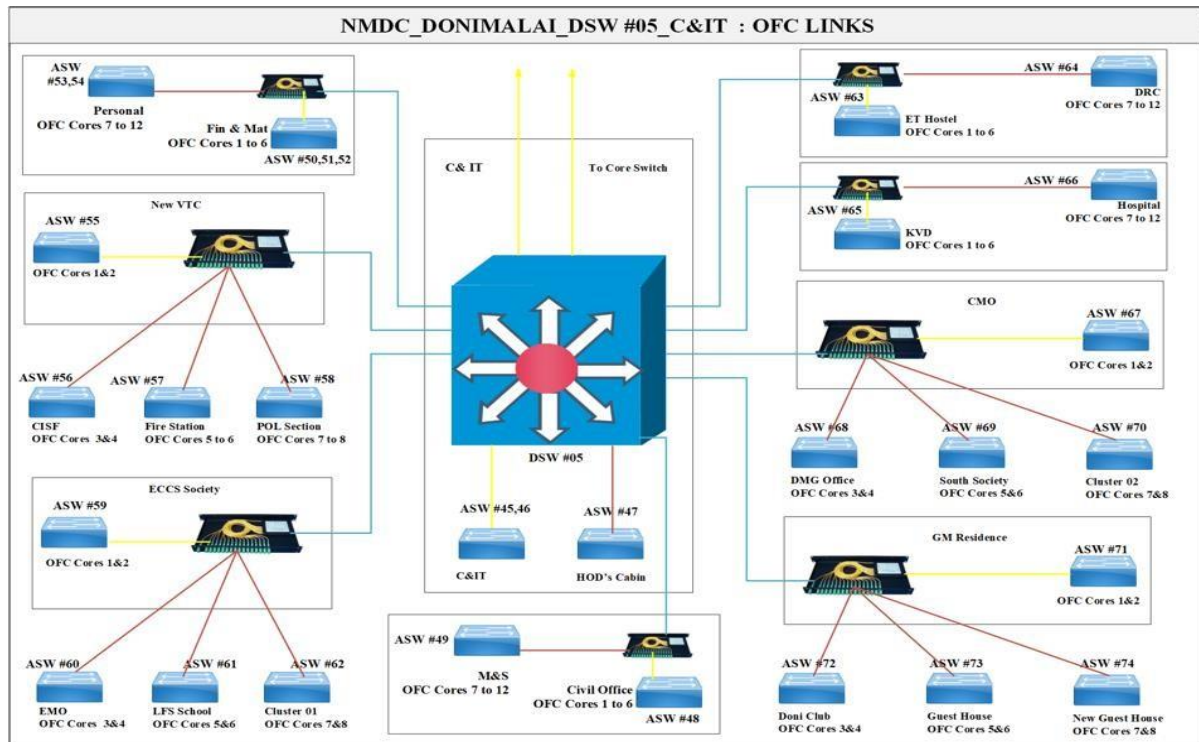 NMDC_DONIMALAI_DSW #05_C&IT : OFC LINKS
ASW
#53,54
Personal
OFC Cores 7 to 12
Fin & Mat
OFC Cores 1 to 6
ASW #50,51,52
New VTC
ASW #55
OFC Cores 1&2
ASW #56
CISF
OFC Cores 3&4
ASW #57
Fire Station
OFC Cores 5 to 6
ASW #58
POL Section
OFC Cores 7 to 8
ECCS Society
ASW #59
OFC Cores 1&2
ASW #60
EMO
OFC Cores 3&4
ASW #61
LFS School
OFC Cores 5&6
ASW #62
Cluster 01
OFC Cores 7&8
C& IT
To Core Switch
DSW #05
ASW #45,46
C&IT
ASW #47
HOD's Cabin
ASW #49
M&S
OFC Cores 7 to 12
Civil Office
OFC Cores 1 to 6
ASW #48
ASW #64
DRC
OFC Cores 7 to 12
ASW #63
ET Hostel
OFC Cores 1 to 6
ASW #66
Hospital
OFC Cores 7 to 12
ASW #65
KVD
OFC Cores 1 to 6
CMO
ASW #67
OFC Cores 1&2
ASW #68
DMG Office
OFC Cores 3&4
ASW #69
South Society
OFC Cores 5&6
ASW #70
Cluster 02
OFC Cores 7&8
GM Residence
ASW #71
OFC Cores 1&2
ASW #72
Doni Club
OFC Cores 3&4
ASW #73
Guest House
OFC Cores 5&6
ASW #74
New Guest House
OFC Cores 7&8